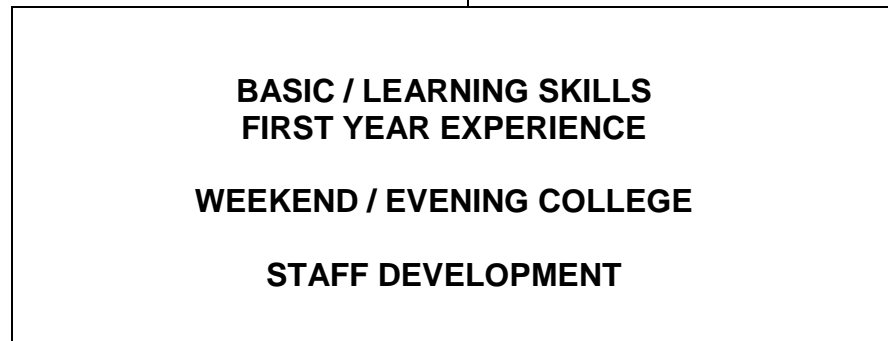 BASIC / LEARNING SKILLS
FIRST YEAR EXPERIENCE
WEEKEND / EVENING COLLEGE
STAFF DEVELOPMENT